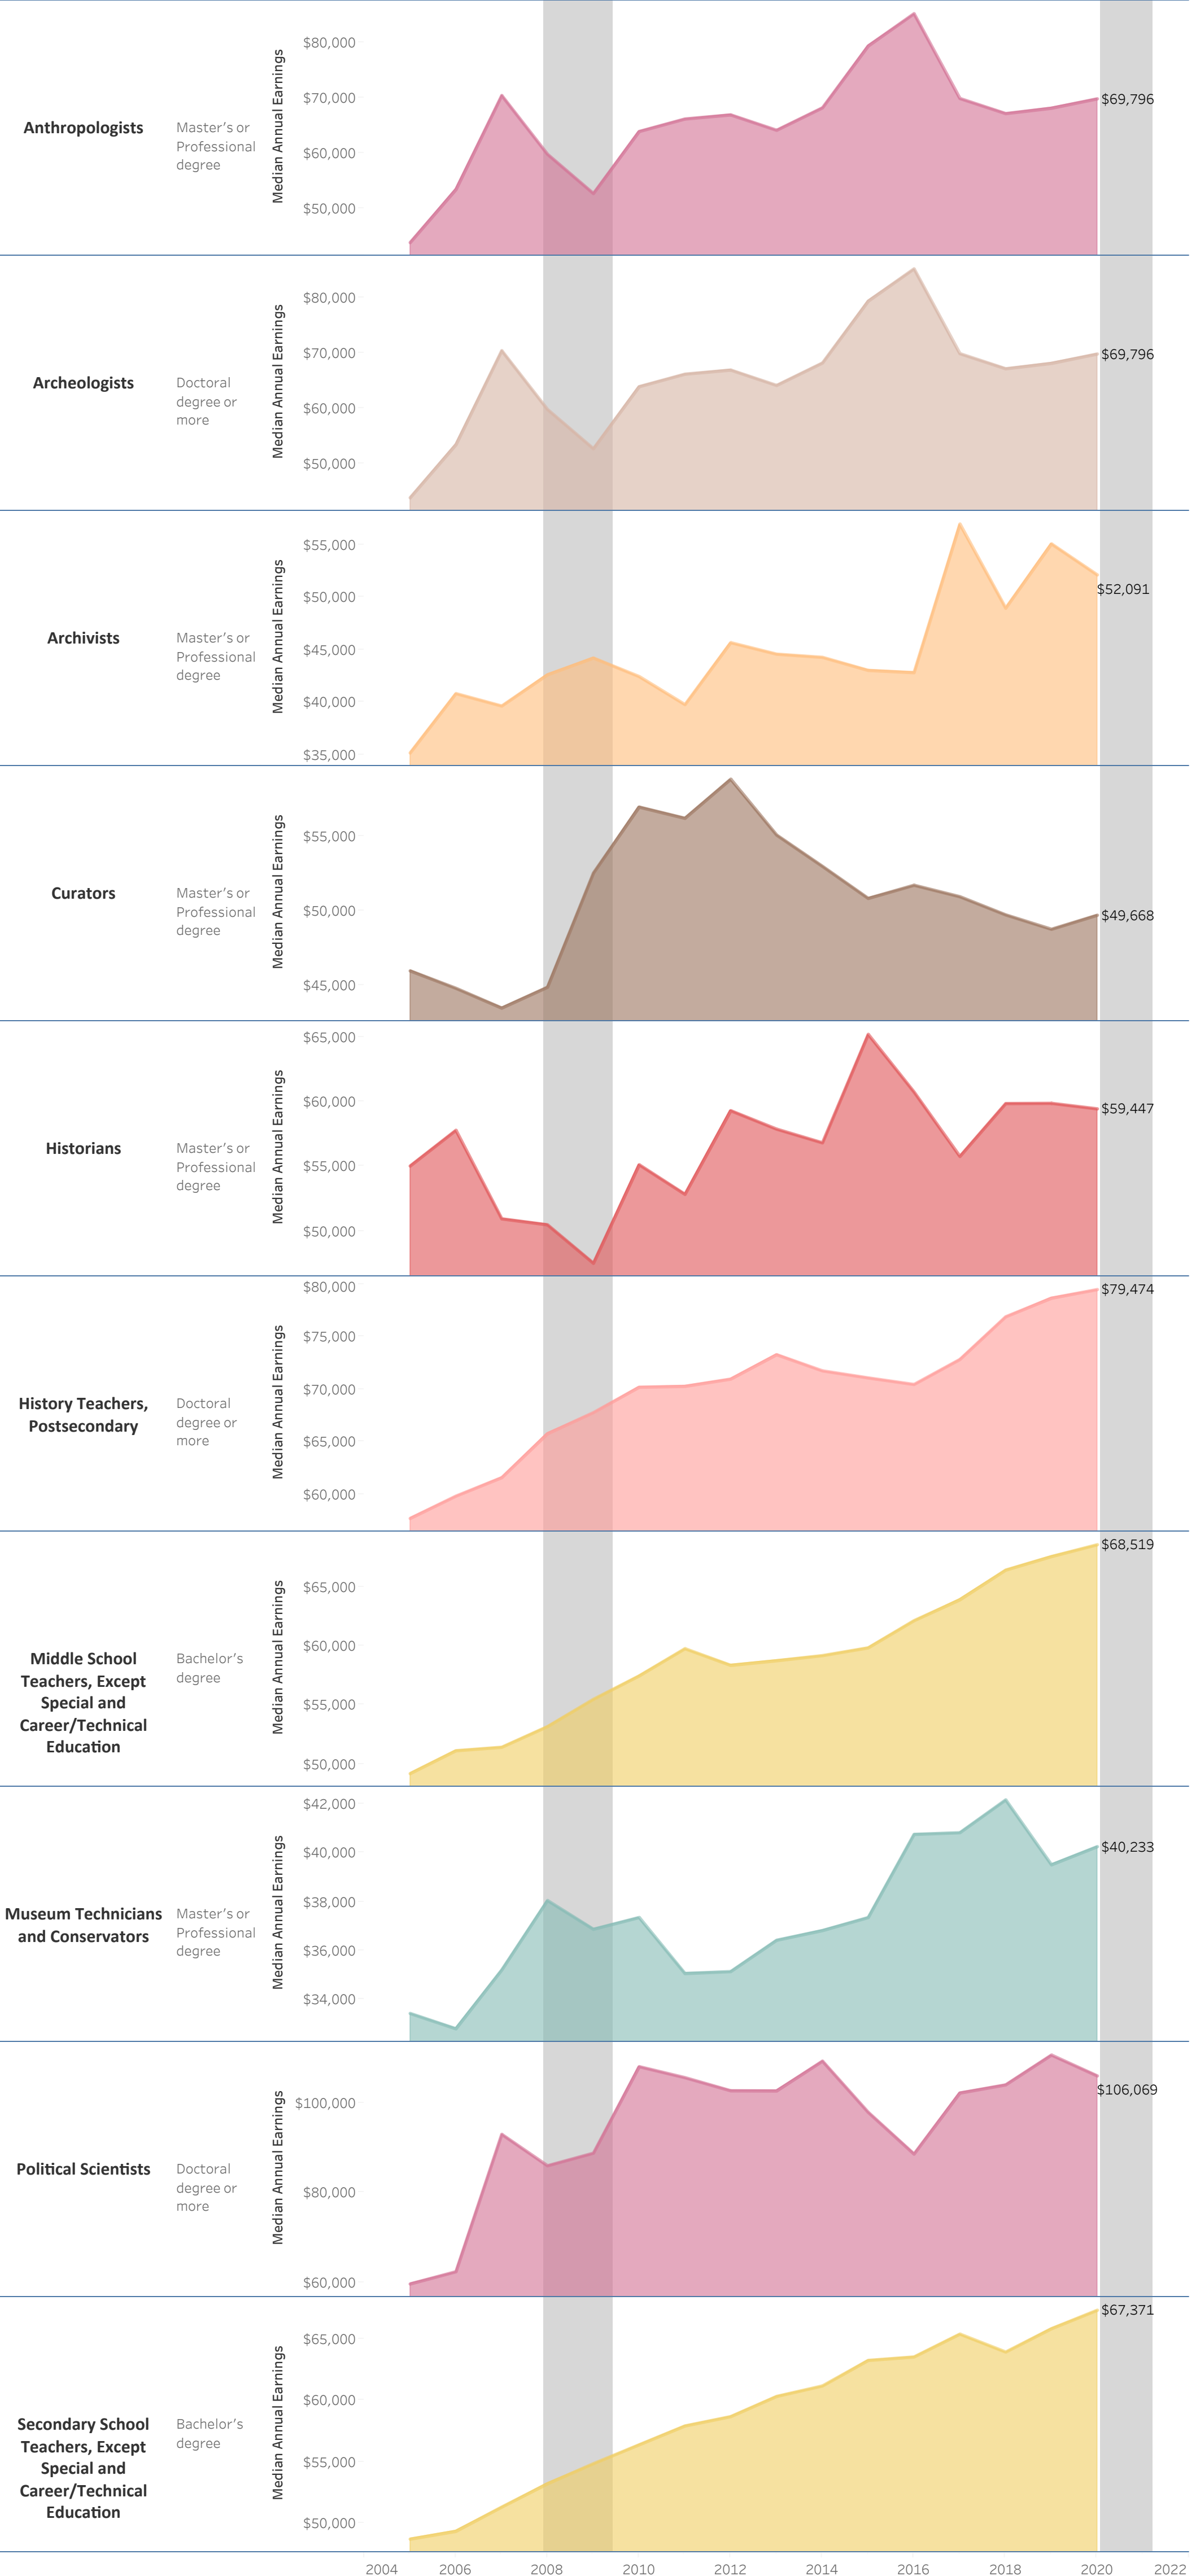 Anthropologists
Master's or
Professional
degree
Median Annual Earnings
$80,000
$70,000
$60,000
$50,000
$69,796
Archeologists
Doctoral
degree or
more
Median Annual Earnings
$80,000
$70,000
$60,000
$50,000
$69,796
Archivists
Master's or
Professional
degree
Median Annual Earnings
$55,000
$50,000
$45,000
$40,000
$35,000
$52,091
Curators
Master's or
Professional
degree
Median Annual Earnings
$55,000
$50,000
$45,000
$49,668
Historians
Master's or
Professional
degree
Median Annual Earnings
$65,000
$60,000
$55,000
$50,000
$59,447
History Teachers,
Postsecondary
Doctoral
degree or
more
Median Annual Earnings
$80,000
$75,000
$70,000
$65,000
$60,000
$79,474
Middle School
Teachers, Except
Special and
Career/Technical
Education
Bachelor's
degree
Median Annual Earnings
$65,000
$60,000
$55,000
$50,000
$68,519
Museum Technicians
and Conservators
Master's or
Professional
degree
Median Annual Earnings
$42,000
$40,000
$38,000
$36,000
$34,000
$40,233
Political Scientists
Doctoral
degree or
more
Median Annual Earnings
$100,000
$80,000
$60,000
$106,069
Secondary School
Teachers, Except
Special and
Career/Technical
Education
Bachelor's
degree
Median Annual Earnings
$65,000
$60,000
$55,000
$50,000
$67,371
2004 2006 2008 2010 2012 2014 2016 2018 2020 2022